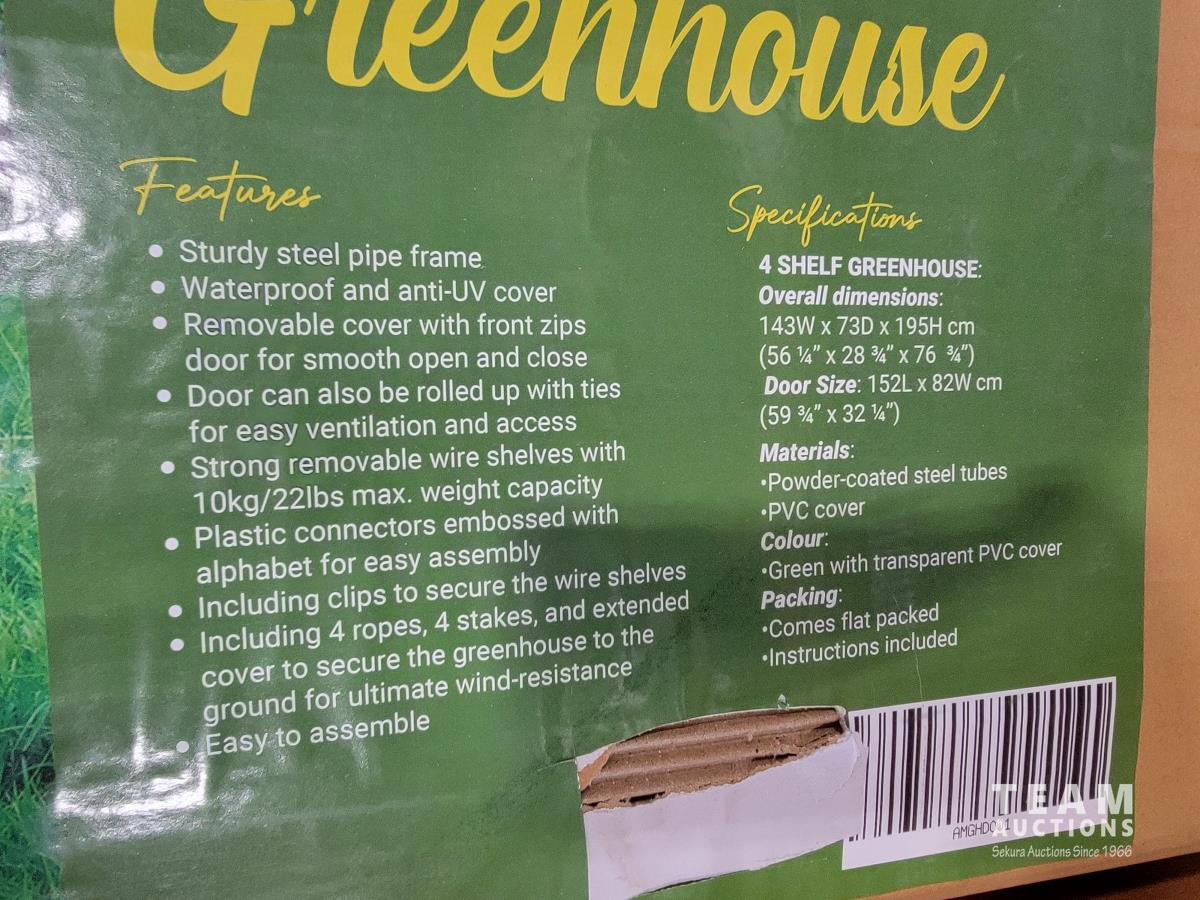 Greenhouse
Features
• Sturdy steel pipe frame
• Waterproof and anti-UV cover
• Removable cover with front zips
door for smooth open and close
• Door can also be rolled up with ties
for easy ventilation and access
• Strong removable wire shelves with
10kg/22lbs max. weight capacity
• Plastic connectors embossed with
alphabet for easy assembly
• Including clips to secure the wire shelves
• Including 4 ropes, 4 stakes, and extended
cover to secure the greenhouse to the
ground for ultimate wind-resistance
• Easy to assemble
Specifications
4 SHELF GREENHOUSE:
Overall dimensions:
143W x 73D x 195H cm
(56 ¼” x 28 ¾” x 76 ¾”)
Door Size: 152L x 82W cm
(59 ¾” x 32 ¼”)
Materials:
•Powder-coated steel tubes
•PVC cover
Colour:
•Green with transparent PVC cover
Packing:
•Comes flat packed
•Instructions included
AMGHD001
TEAM
AUCTIONS
Sekura Auctions Since 1966